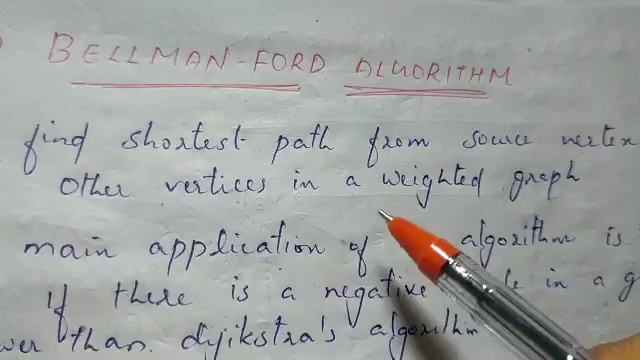 BELLMAN-FORD ALGORITHM
find shortest path from source vertex
Other vertices in a weighted graph
main application of algorithm is
if there is a negative in a
than dyjikstra's algorithm